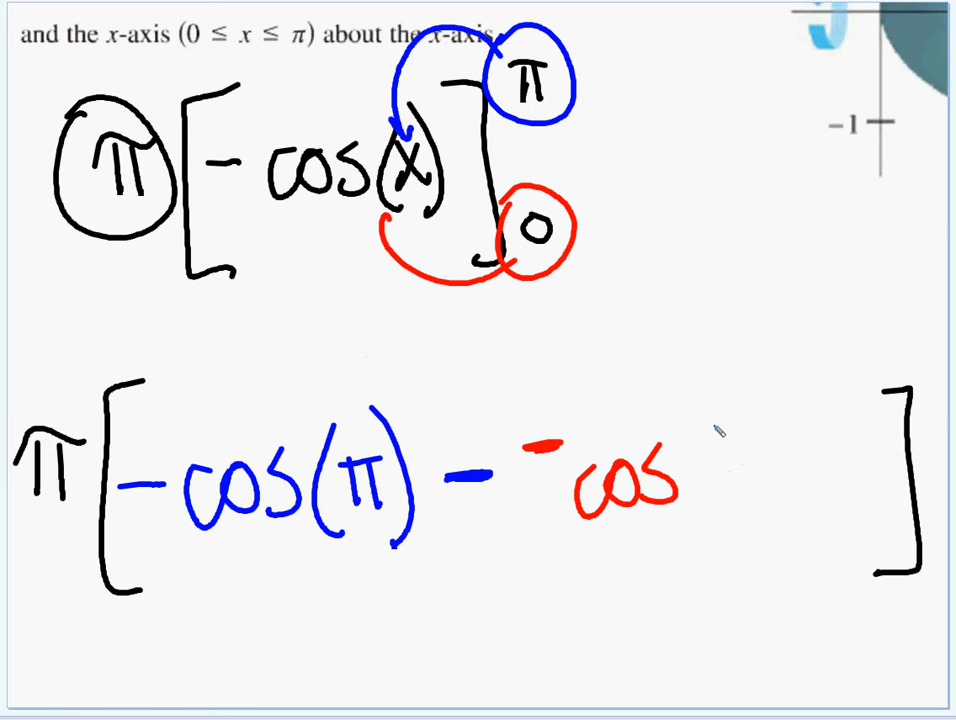 and the x-axis (0 ≤ x ≤ π) about the x-axis.
-1
π [ - cos(x) ] π 0
π [ - cos(π) - - cos ]